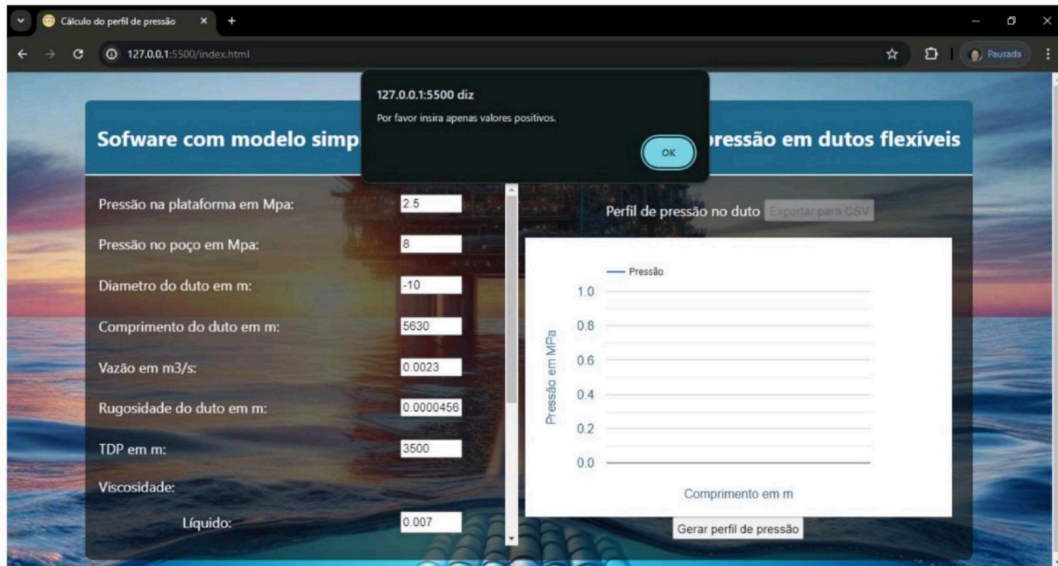 Cálculo do perfil de pressão
127.0.0.1:5500/index.html
Pausada
127.0.0.1:5500 diz
Por favor insira apenas valores positivos.
OK
Sofware com modelo simp
ressão em dutos flexíveis
Pressão na plataforma em Mpa: 2.5
Pressão no poço em Mpa: 8
Diametro do duto em m: -10
Comprimento do duto em m: 5630
Vazão em m3/s: 0.0023
Rugosidade do duto em m: 0.0000456
TDP em m: 3500
Viscosidade:
Líquido: 0.007
Perfil de pressão no duto Exportar para CSV
Pressão
1.0
0.8
0.6
0.4
0.2
0.0
Pressão em MPa
Comprimento em m
Gerar perfil de pressão